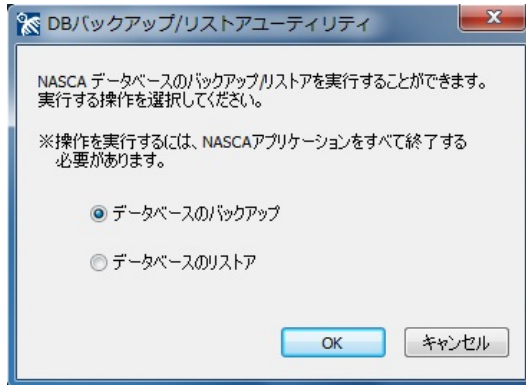 DBバックアップ/リストアユーティリティ
NASCA データベースのバックアップ/リストアを実行することができます。
実行する操作を選択してください。
※操作を実行するには、NASCAアプリケーションをすべて終了する
必要があります。
データベースのバックアップ
データベースのリストア
OK
キャンセル